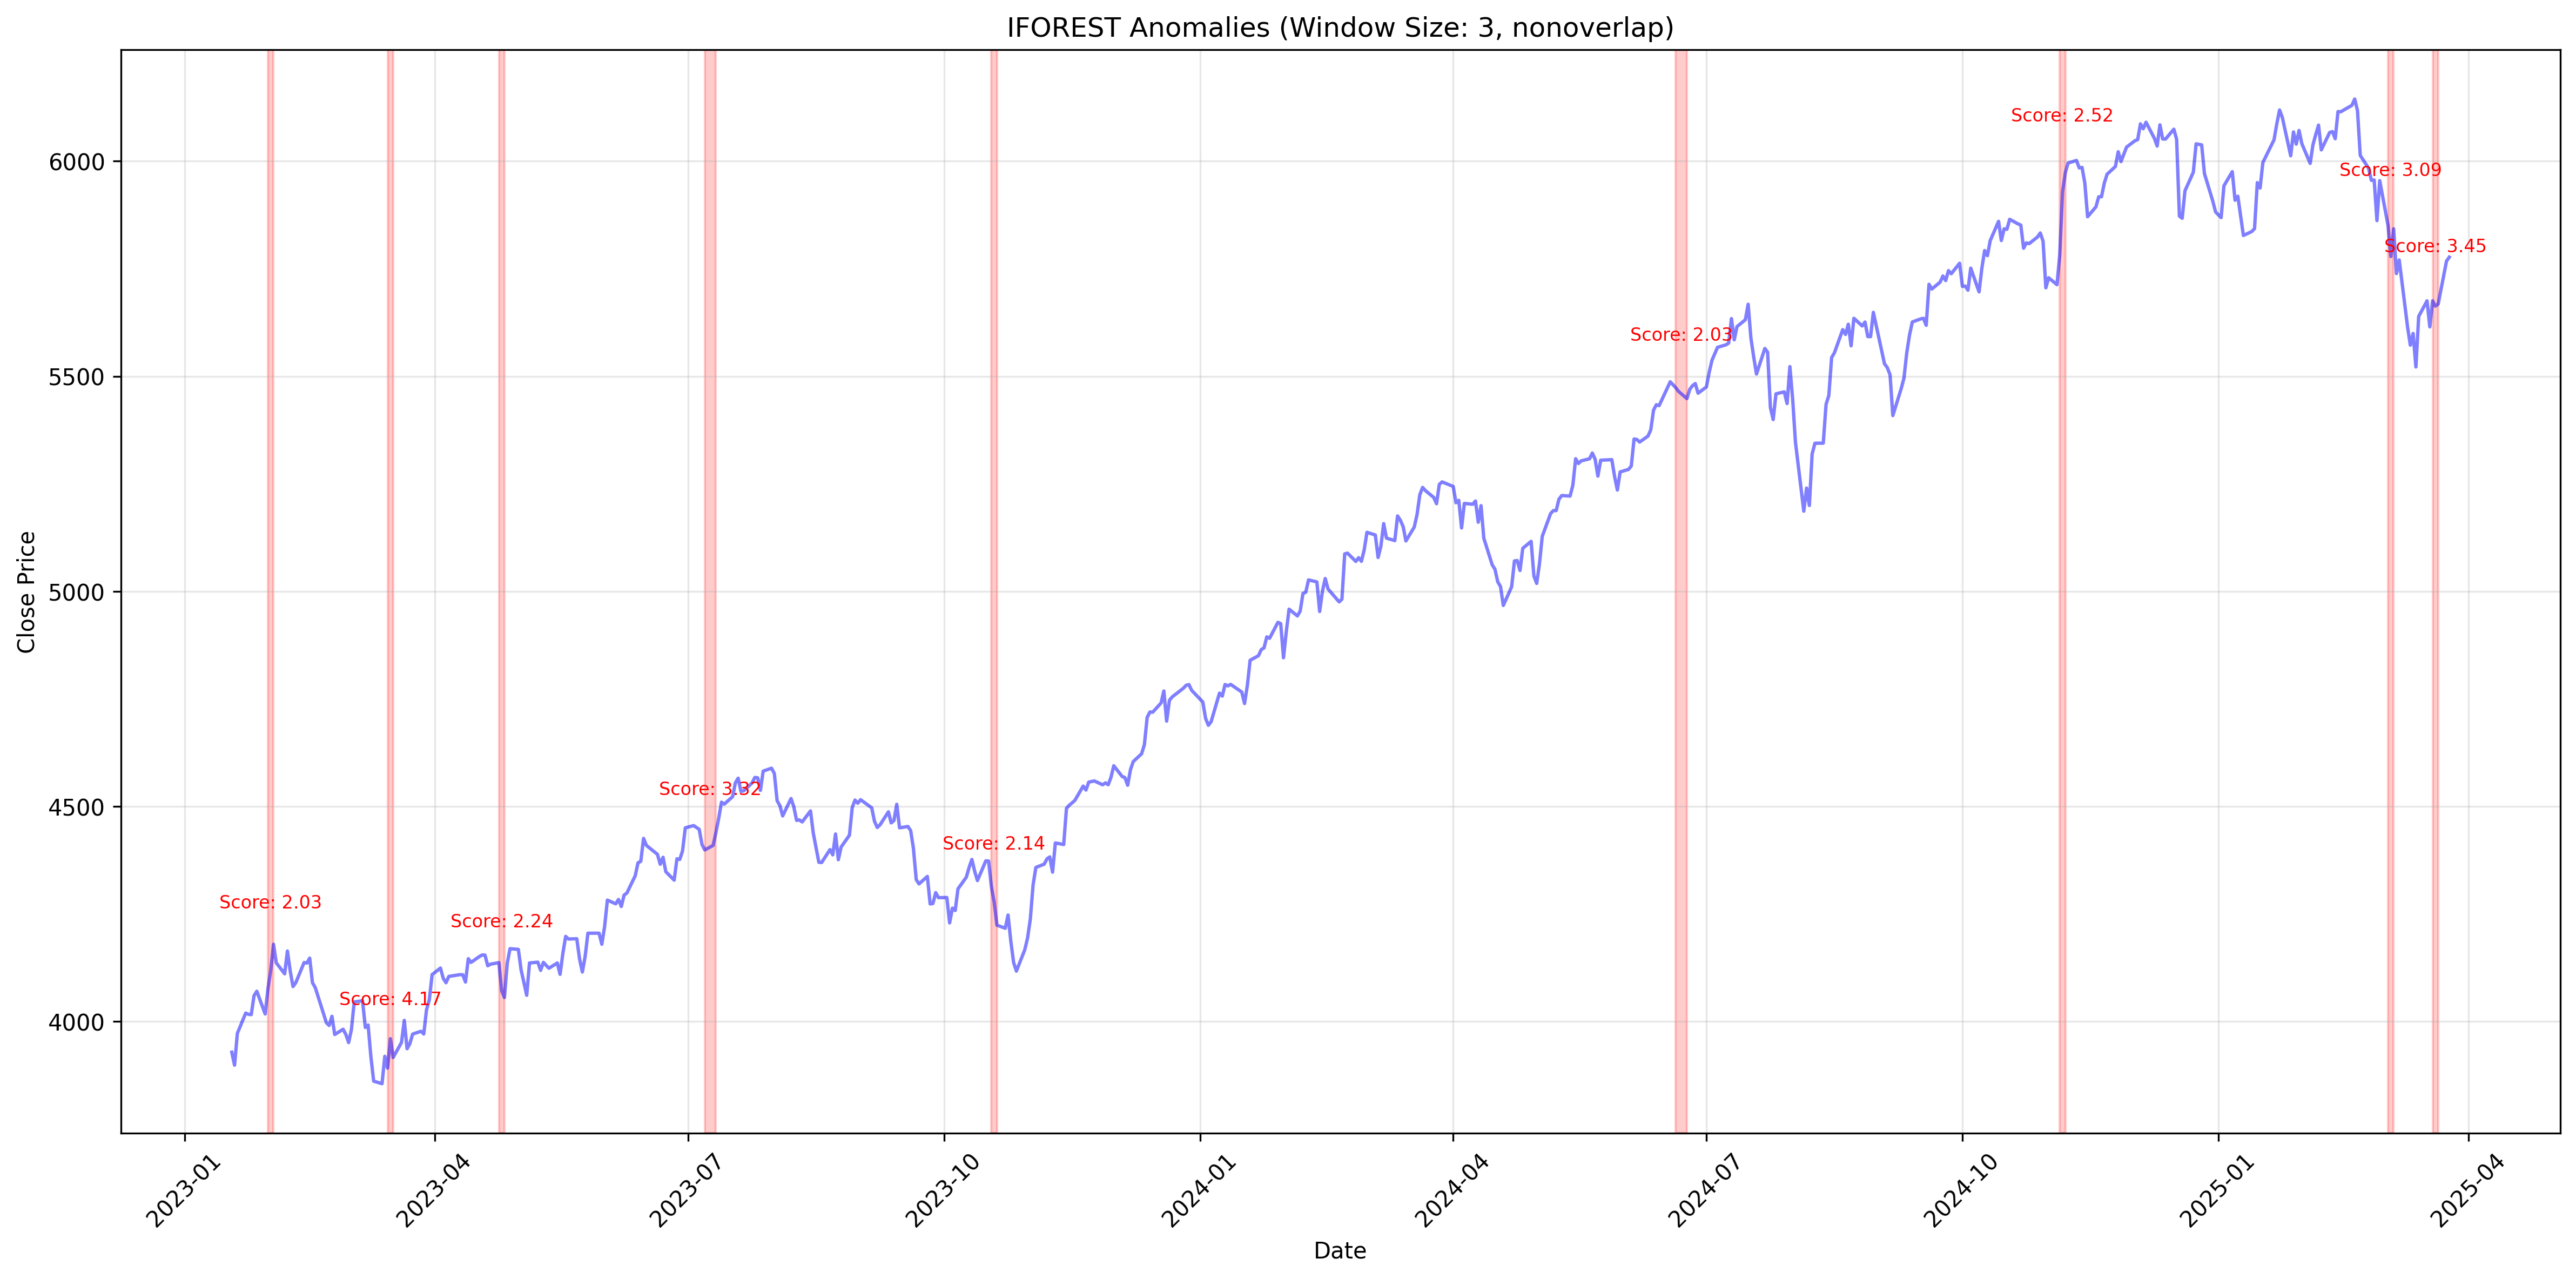 IFOREST Anomalies (Window Size: 3, nonoverlap)
Close Price
6000
5500
5000
4500
4000
Score: 2.03
Score: 4.17
Score: 2.24
Score: 3.32
Score: 2.14
Score: 2.03
Score: 2.52
Score: 3.09
Score: 3.45
2023-01
2023-04
2023-07
2023-10
2024-01
2024-04
2024-07
2024-10
2025-01
2025-04
Date